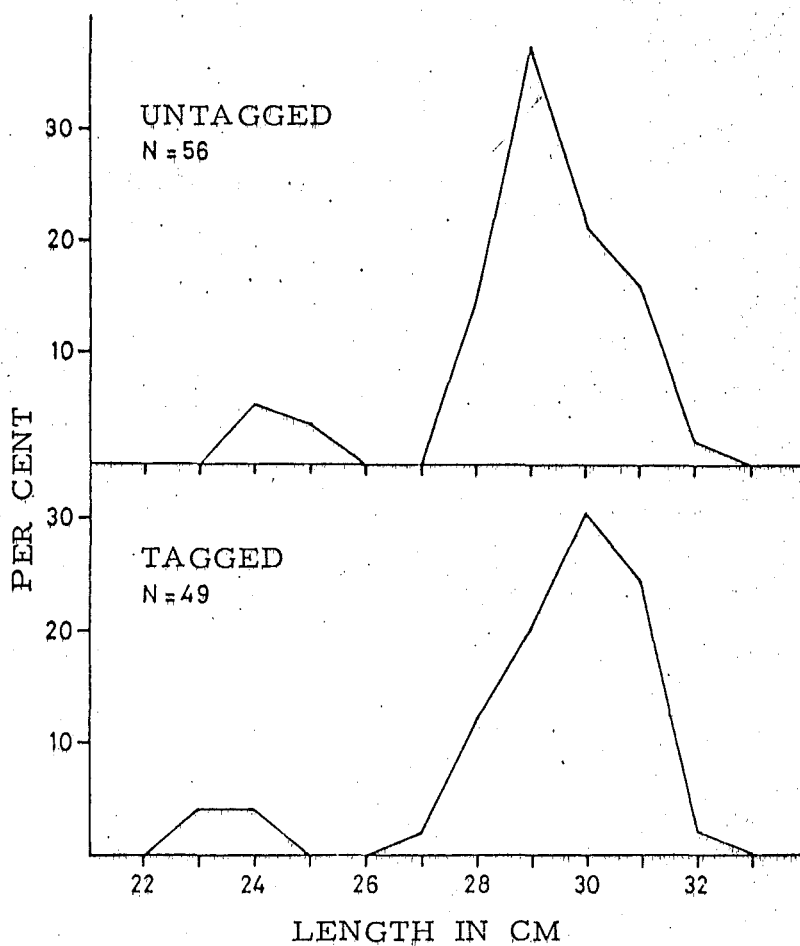 UNTAGGED
N = 56
30
20
10
PER CENT
TAGGED
N = 49
30
20
10
22 24 26 28 30 32
LENGTH IN CM